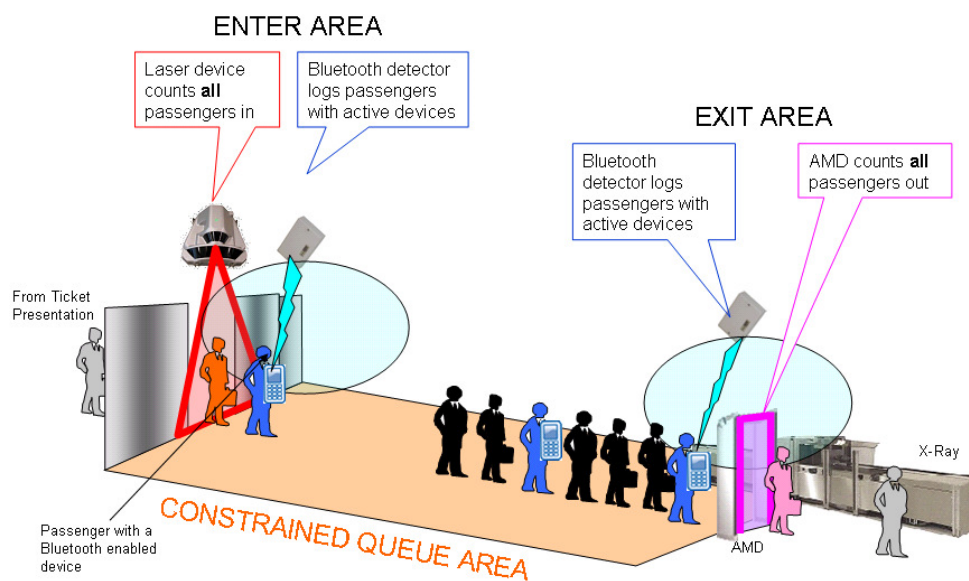 ENTER AREA
Laser device
counts all
passengers in
Bluetooth detector
logs passengers
with active devices
EXIT AREA
Bluetooth
detector logs
passengers with
active devices
AMD counts all
passengers out
From Ticket
Presentation
X-Ray
Passenger with a
Bluetooth enabled
device
CONSTRAINED QUEUE AREA
AMD